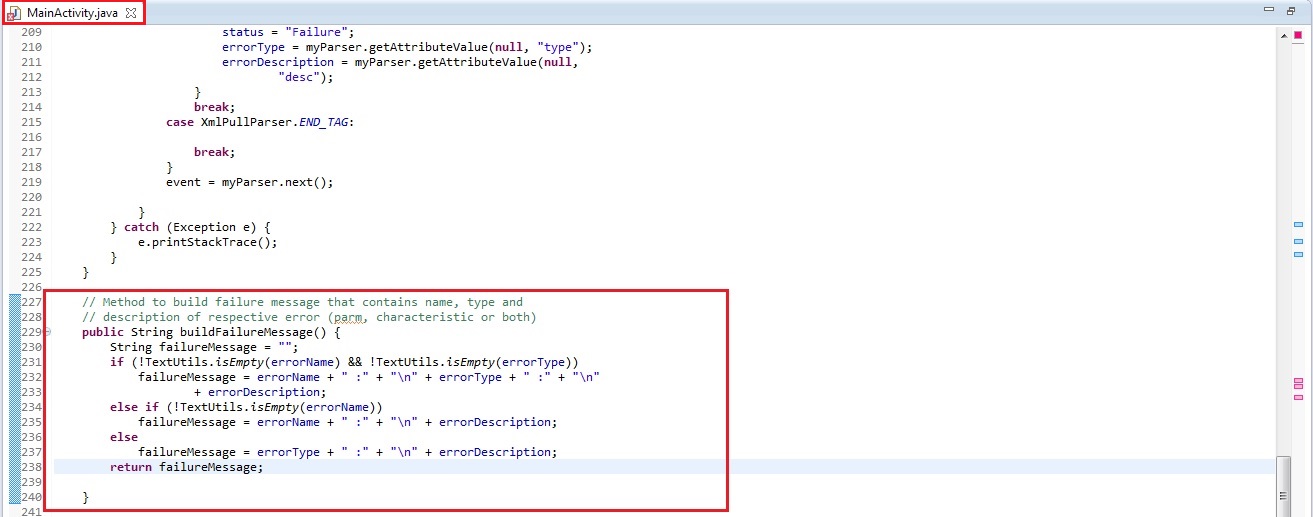 MainActivity.java
209 status = "Failure";
210 errorType = myParser.getAttributeValue(null, "type");
211 errorDescription = myParser.getAttributeValue(null,
212 "desc");
213 }
214 break;
215 case XmlPullParser.END_TAG:
216
217 break;
218 }
219 event = myParser.next();
220
221 }
222 } catch (Exception e) {
223 e.printStackTrace();
224 }
225 }
226
227 // Method to build failure message that contains name, type and
228 // description of respective error (parm, characteristic or both)
229 public String buildFailureMessage() {
230 String failureMessage = "";
231 if (!TextUtils.isEmpty(errorName) && !TextUtils.isEmpty(errorType))
232 failureMessage = errorName + " :" + "\n" + errorType + " :" + "\n"
233 + errorDescription;
234 else if (!TextUtils.isEmpty(errorName))
235 failureMessage = errorName + " :" + "\n" + errorDescription;
236 else
237 failureMessage = errorType + " :" + "\n" + errorDescription;
238 return failureMessage;
239
240 }
241